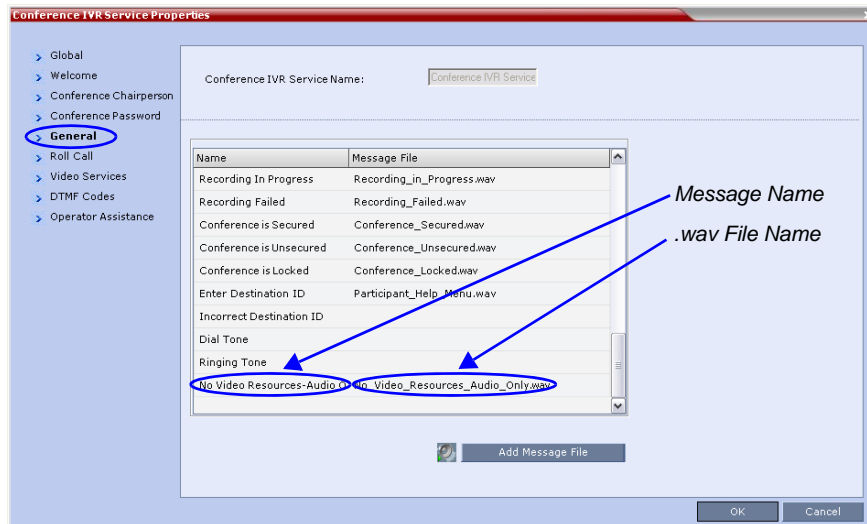 Conference IVR Service Properties
Global
Welcome
Conference Chairperson
Conference Password
General
Roll Call
Video Services
DTMF Codes
Operator Assistance
Conference IVR Service Name: Conference IVR Service
Name Message File
Recording In Progress Recording_in_Progress.wav
Recording Failed Recording_Failed.wav
Conference is Secured Conference_Secured.wav
Conference is Unsecured Conference_Unsecured.wav
Conference is Locked Conference_Locked.wav
Enter Destination ID Participant_Help_Menu.wav
Incorrect Destination ID
Dial Tone
Ringing Tone
No Video Resources-Audio O No_Video_Resources_Audio_Only.wav
Message Name
.wav File Name
Add Message File
OK Cancel